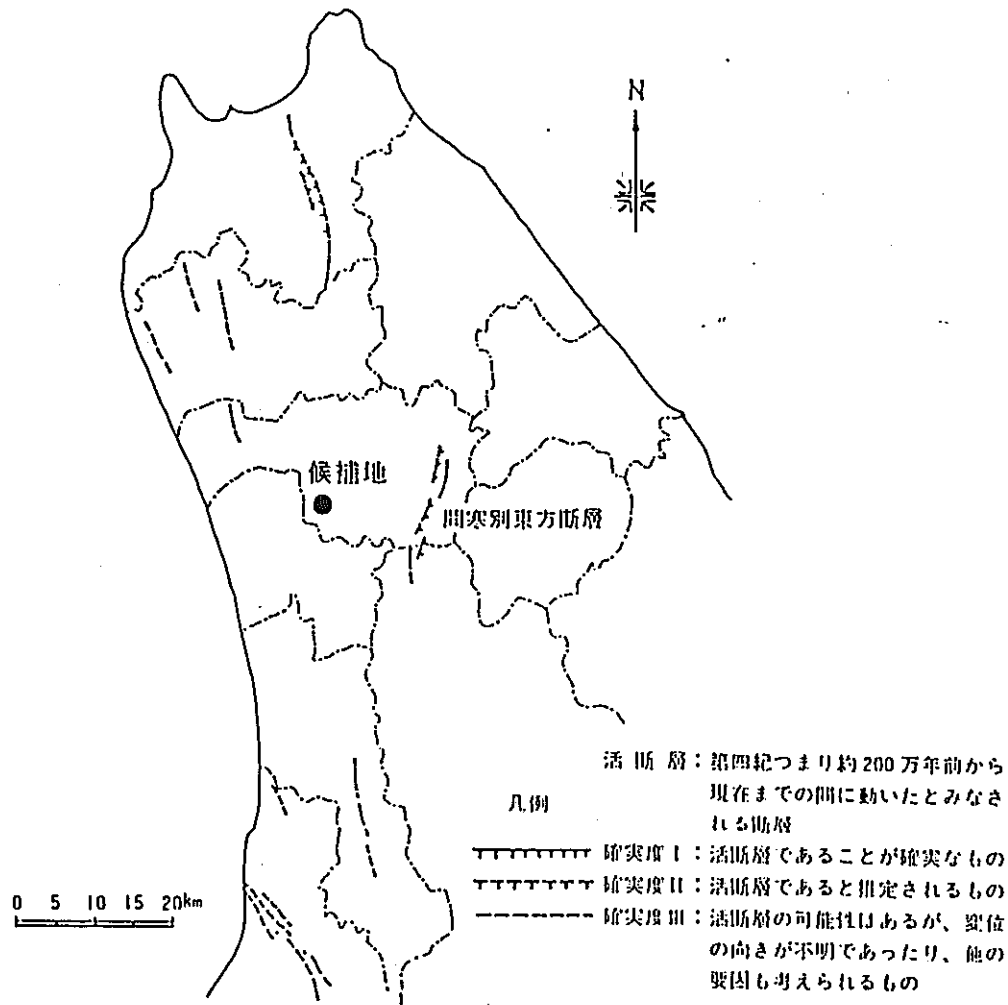 N
候補地
問寒別東方断層
活断層：第四紀つまり約200万年前から
現在までの間に動いたとみなさ
れる断層
凡例
確実度Ⅰ：活断層であることが確実なもの
確実度Ⅱ：活断層であると推定されるもの
確実度Ⅲ：活断層の可能性はあるが、変位
の向きが不明であったり、他の
要因も考えられるもの
0 5 10 15 20km